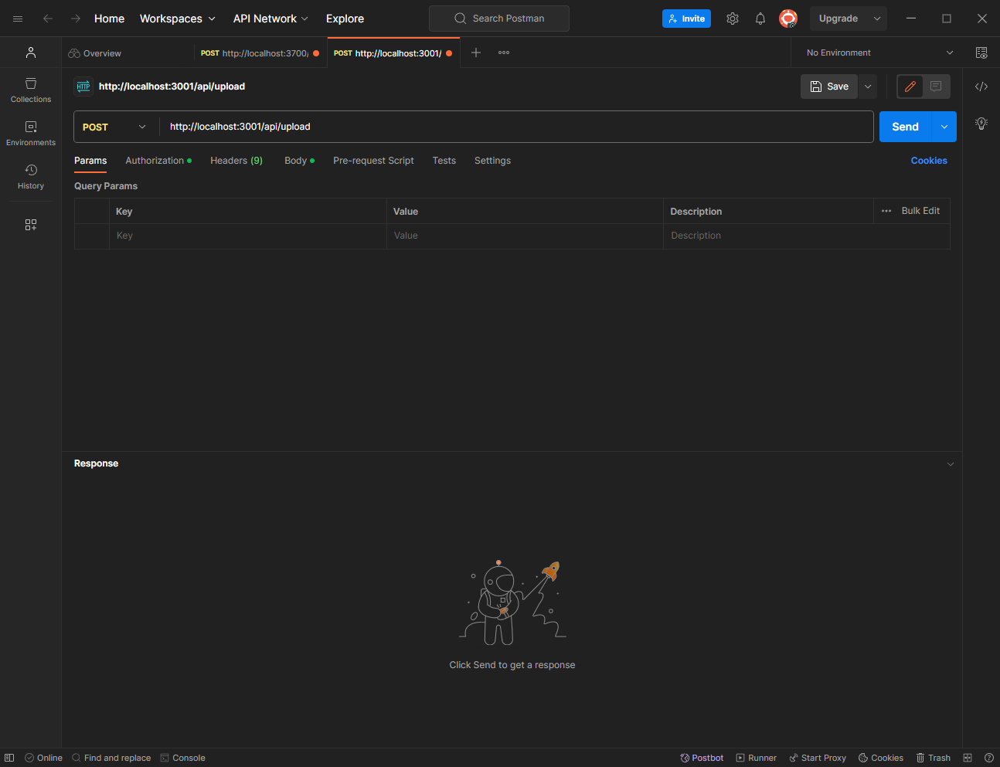 Home Workspaces API Network Explore Search Postman Invite Upgrade
Overview POST http://localhost:3700/ POST http://localhost:3001/ No Environment
HTTP http://localhost:3001/api/upload Save
Collections
POST http://localhost:3001/api/upload Send
Environments
Params Authorization Headers (9) Body Pre-request Script Tests Settings Cookies
History
Query Params
Key Value Description Bulk Edit
Key Value Description
Response
Click Send to get a response
Online Find and replace Console Postbot Runner Start Proxy Cookies Trash